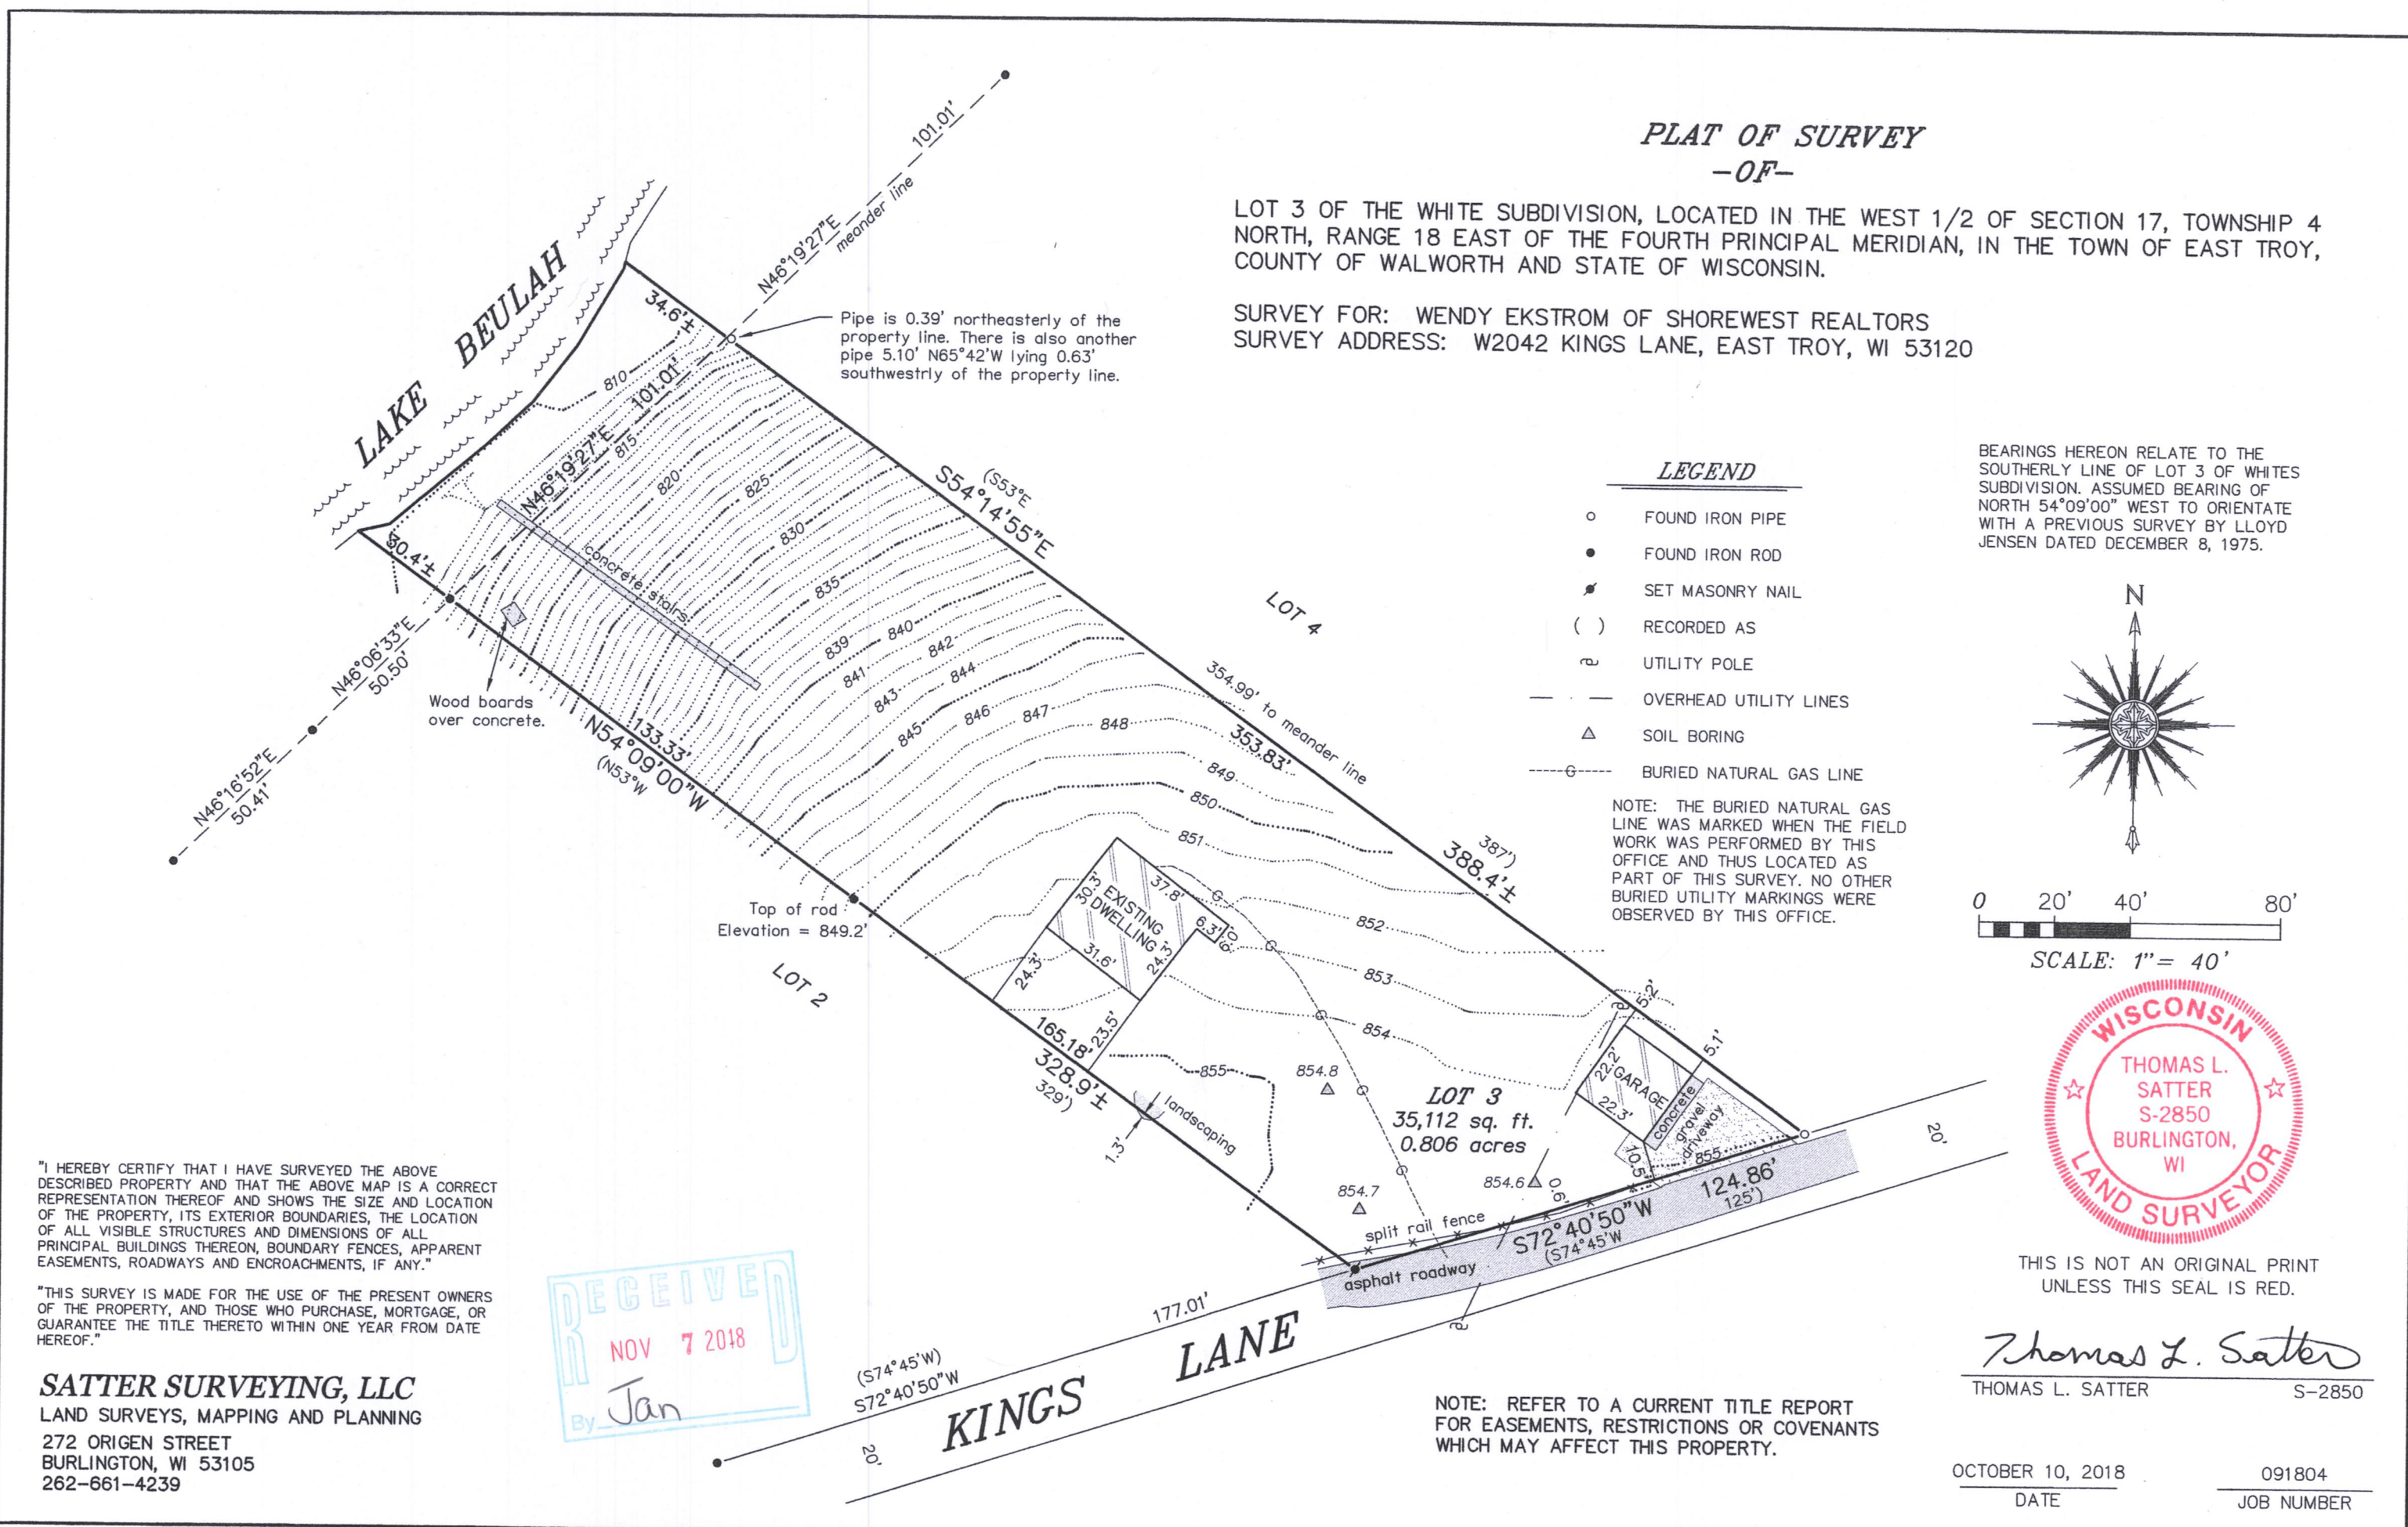 PLAT OF SURVEY
-OF-
LOT 3 OF THE WHITE SUBDIVISION, LOCATED IN THE WEST 1/2 OF SECTION 17, TOWNSHIP 4
NORTH, RANGE 18 EAST OF THE FOURTH PRINCIPAL MERIDIAN, IN THE TOWN OF EAST TROY,
COUNTY OF WALWORTH AND STATE OF WISCONSIN.
SURVEY FOR: WENDY EKSTROM OF SHOREWEST REALTORS
SURVEY ADDRESS: W2042 KINGS LANE, EAST TROY, WI 53120
101.01'
N46°19'27"E
meander line
LAKE BEULAH
34.6'±
Pipe is 0.39' northeasterly of the
property line. There is also another
pipe 5.10' N65°42'W lying 0.63'
southwestrly of the property line.
810
101.01'
N46°19'27"E
815
820
825
830
835
839
840
841
842
843
844
845
846
847
848
849
850
851
852
853
854
855
concrete stairs
30.4'±
N46°06'33"E
50.50'
N46°16'52"E
50.41'
Wood boards
over concrete.
133.33'
N54°09'00"W
(N53°W
(S53°E
S54°14'55"E
LOT 4
354.99' to meander line
353.83'
387')
388.4'±
Top of rod
Elevation = 849.2'
LOT 2
EXISTING
DWELLING
30.3'
37.8'
6.3'
6.0'
24.3'
31.6'
24.3'
23.5'
165.18'
328.9'±
329')
landscaping
1.3'
854.8
854.7
854.6
LOT 3
35,112 sq. ft.
0.806 acres
5.2'
5.1'
22.2'
GARAGE
22.3'
concrete
gravel
driveway
855
10.5'
0.6'
split rail fence
asphalt roadway
124.86'
125')
S72°40'50"W
(S74°45'W
20'
177.01'
(S74°45'W)
S72°40'50"W
20'
KINGS LANE
LEGEND
FOUND IRON PIPE
FOUND IRON ROD
SET MASONRY NAIL
( ) RECORDED AS
UTILITY POLE
OVERHEAD UTILITY LINES
SOIL BORING
G BURIED NATURAL GAS LINE
NOTE: THE BURIED NATURAL GAS
LINE WAS MARKED WHEN THE FIELD
WORK WAS PERFORMED BY THIS
OFFICE AND THUS LOCATED AS
PART OF THIS SURVEY. NO OTHER
BURIED UTILITY MARKINGS WERE
OBSERVED BY THIS OFFICE.
BEARINGS HEREON RELATE TO THE
SOUTHERLY LINE OF LOT 3 OF WHITES
SUBDIVISION. ASSUMED BEARING OF
NORTH 54°09'00" WEST TO ORIENTATE
WITH A PREVIOUS SURVEY BY LLOYD
JENSEN DATED DECEMBER 8, 1975.
N
0 20' 40' 80'
SCALE: 1"= 40'
WISCONSIN
THOMAS L.
SATTER
S-2850
BURLINGTON,
WI
LAND SURVEYOR
THIS IS NOT AN ORIGINAL PRINT
UNLESS THIS SEAL IS RED.
Thomas L. Satter
THOMAS L. SATTER S-2850
OCTOBER 10, 2018 091804
DATE JOB NUMBER
NOTE: REFER TO A CURRENT TITLE REPORT
FOR EASEMENTS, RESTRICTIONS OR COVENANTS
WHICH MAY AFFECT THIS PROPERTY.
"I HEREBY CERTIFY THAT I HAVE SURVEYED THE ABOVE
DESCRIBED PROPERTY AND THAT THE ABOVE MAP IS A CORRECT
REPRESENTATION THEREOF AND SHOWS THE SIZE AND LOCATION
OF THE PROPERTY, ITS EXTERIOR BOUNDARIES, THE LOCATION
OF ALL VISIBLE STRUCTURES AND DIMENSIONS OF ALL
PRINCIPAL BUILDINGS THEREON, BOUNDARY FENCES, APPARENT
EASEMENTS, ROADWAYS AND ENCROACHMENTS, IF ANY."
"THIS SURVEY IS MADE FOR THE USE OF THE PRESENT OWNERS
OF THE PROPERTY, AND THOSE WHO PURCHASE, MORTGAGE, OR
GUARANTEE THE TITLE THERETO WITHIN ONE YEAR FROM DATE
HEREOF."
SATTER SURVEYING, LLC
LAND SURVEYS, MAPPING AND PLANNING
272 ORIGEN STREET
BURLINGTON, WI 53105
262-661-4239
RECEIVED
NOV 7 2018
By Jan